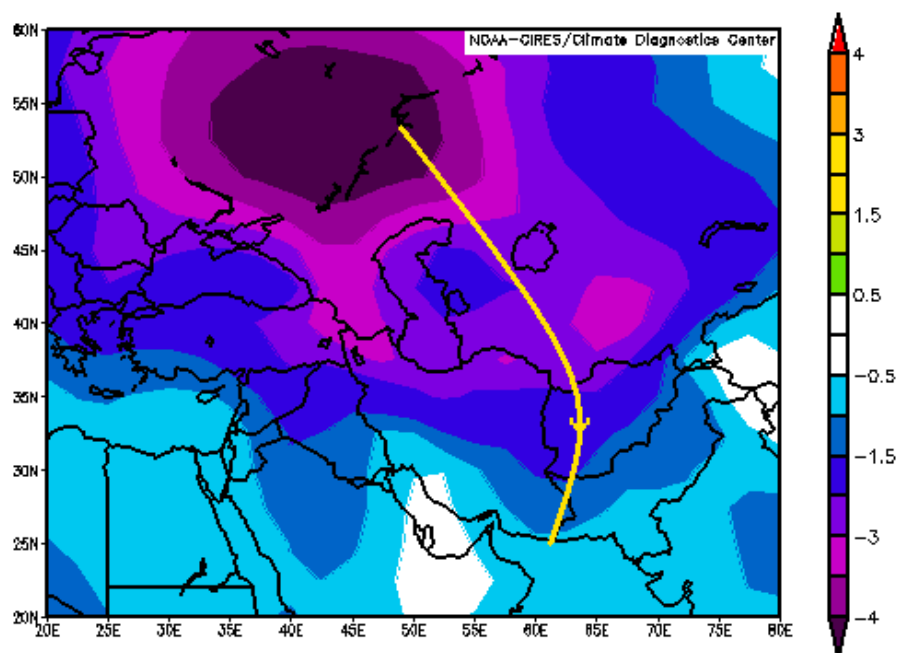 NOAA-CIRES/Climate Diagnostics Center
60N
55N
50N
45N
40N
35N
30N
25N
20N
20E 25E 30E 35E 40E 45E 50E 55E 60E 65E 70E 75E 80E
4
3
1.5
0.5
-0.5
-1.5
-3
-4